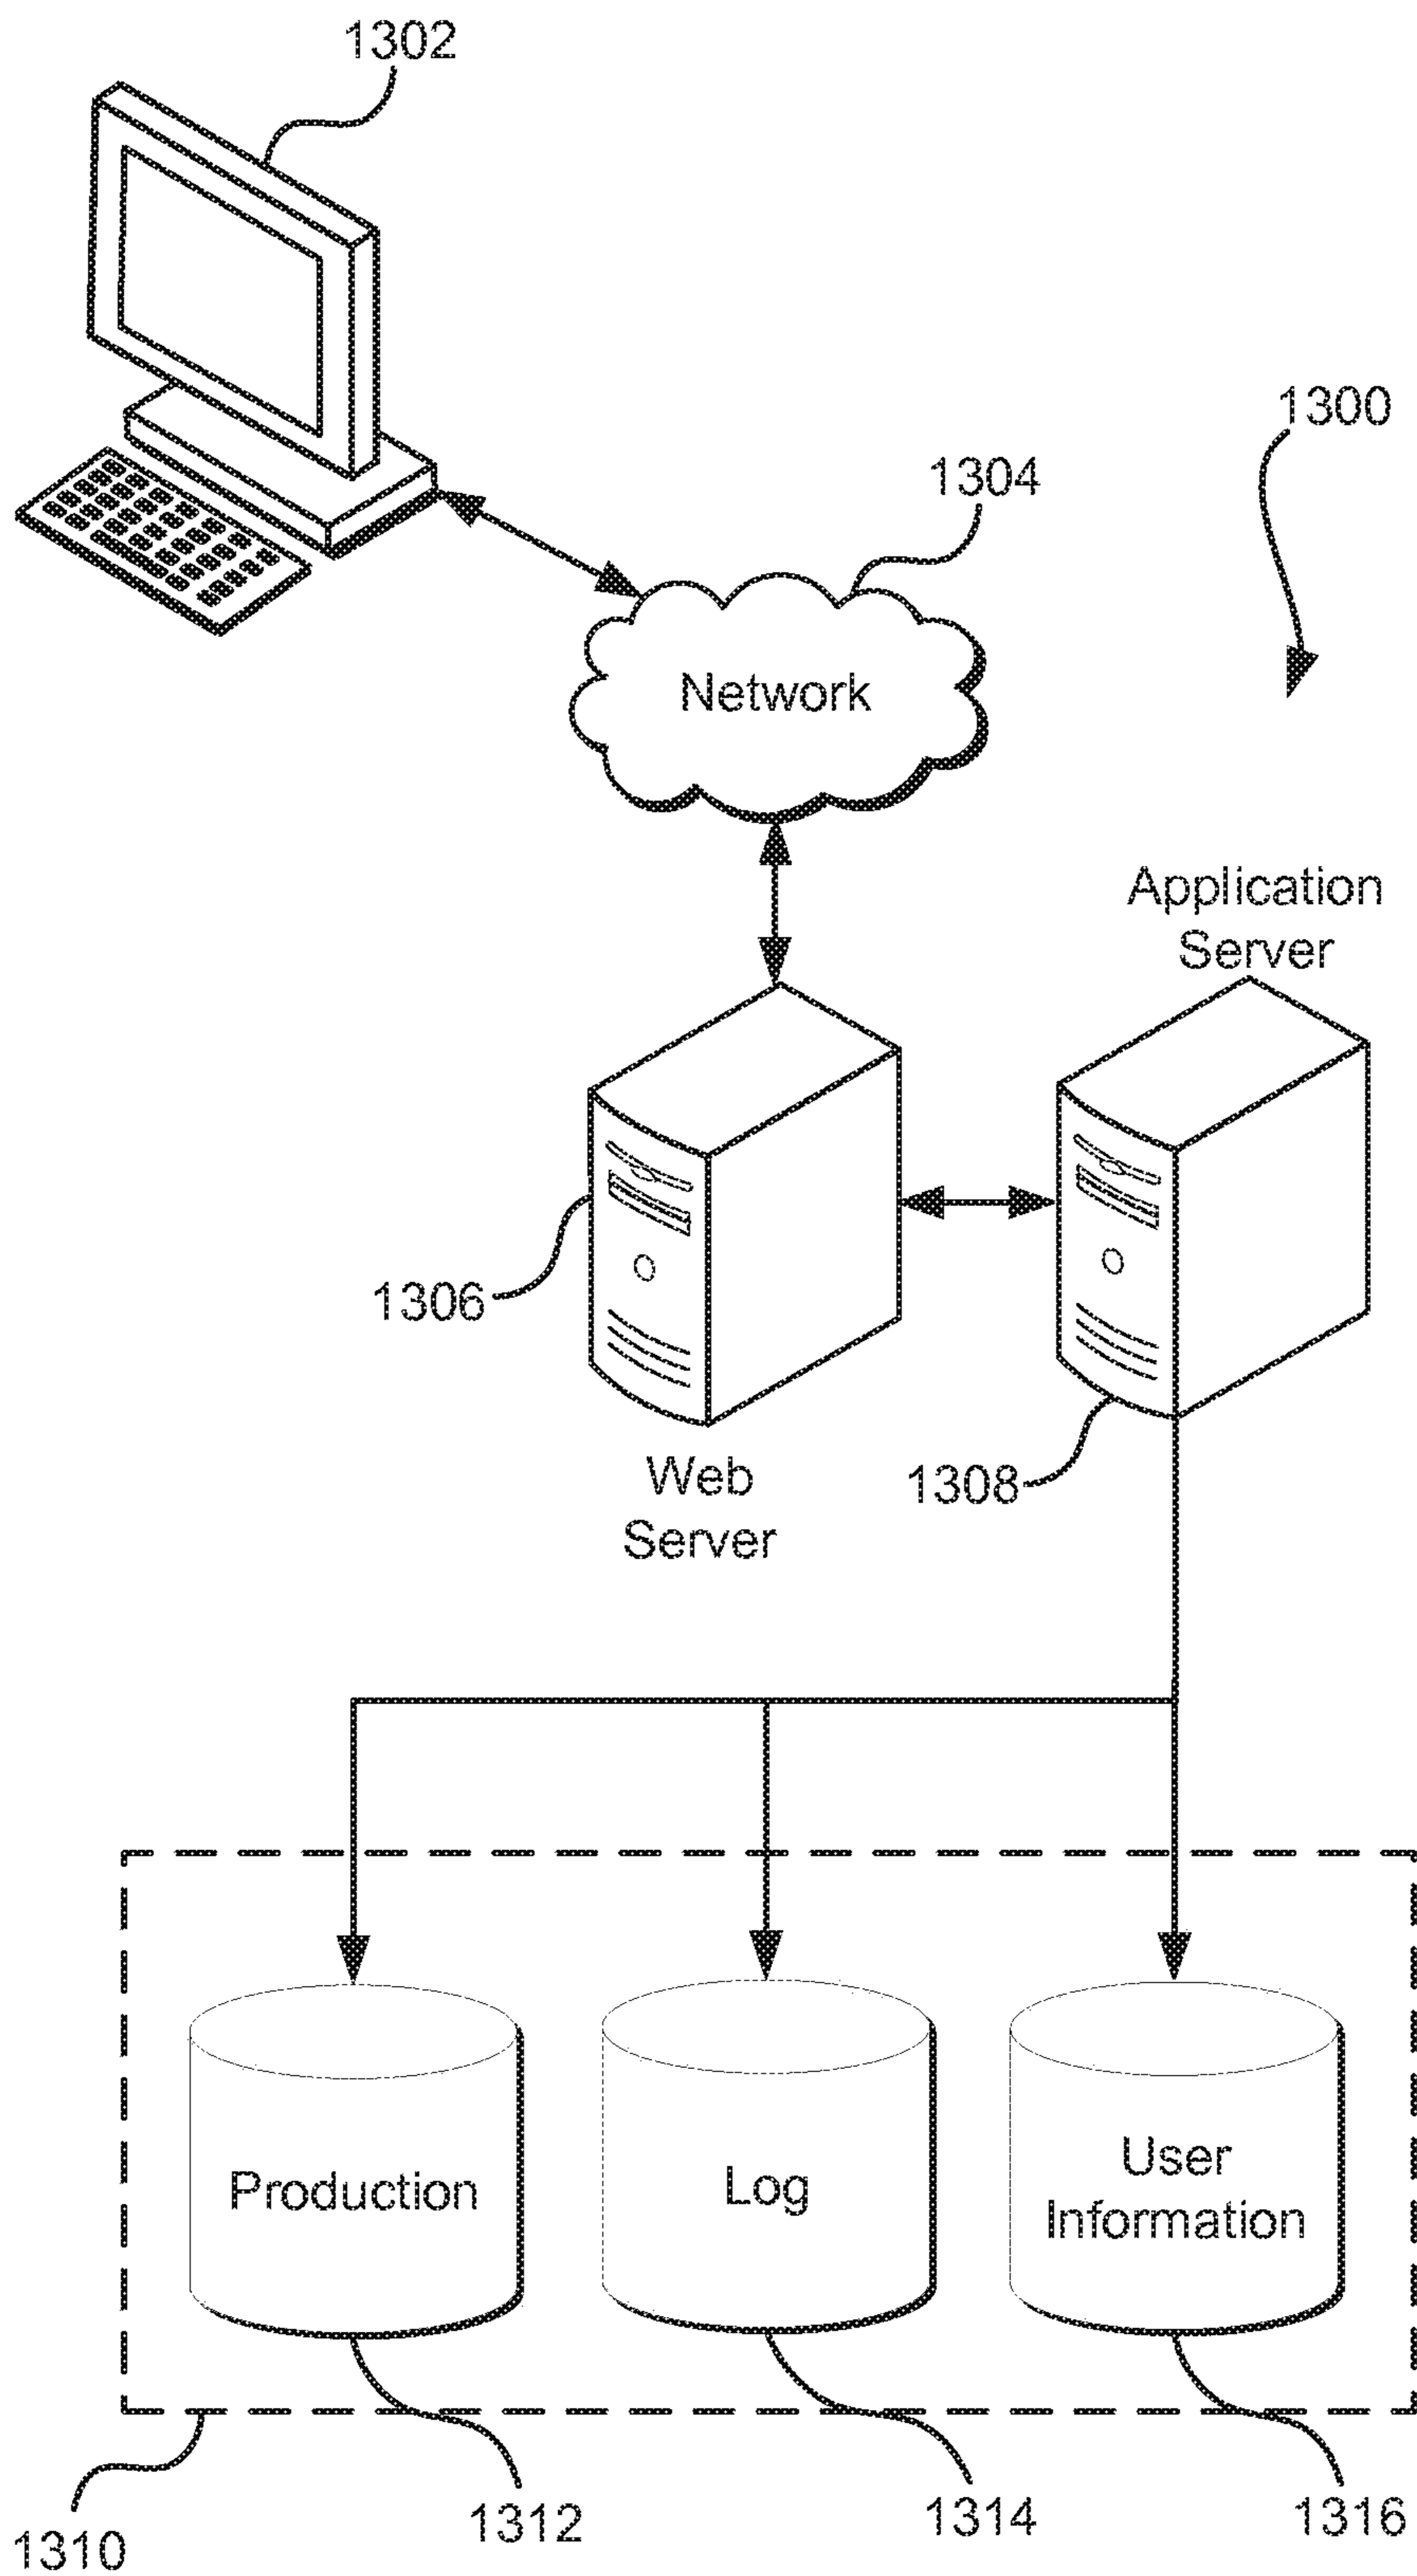 1302
1300
1304
Network
Application
Server
1306
Web
Server
1308
Production
Log
User
Information
1310
1312
1314
1316